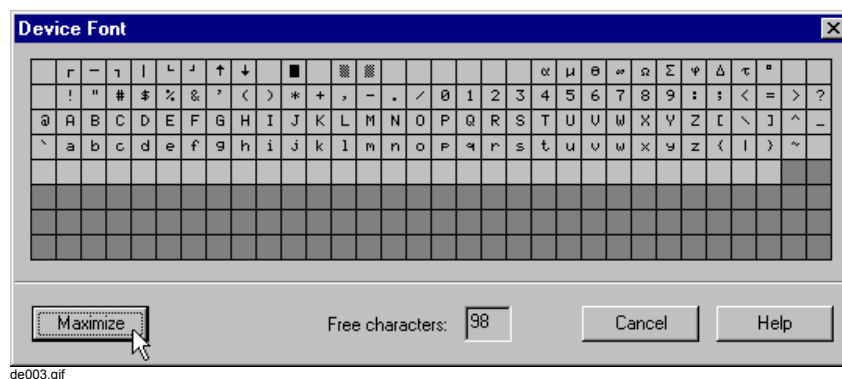 Device Font
┌ − ┐ | └ ┘ ↑ ↓ ■ ▒ ▒ α μ θ ∞ Ω Σ φ Δ τ º
! " # $ % & ' ( ) * + , − . / 0 1 2 3 4 5 6 7 8 9 : ; < = > ?
@ A B C D E F G H I J K L M N O P Q R S T U V W X Y Z [ \ ] ^ _
` a b c d e f g h i j k l m n o p q r s t u v w x y z { | } ~
Maximize Free characters: 98 Cancel Help
de003.gif